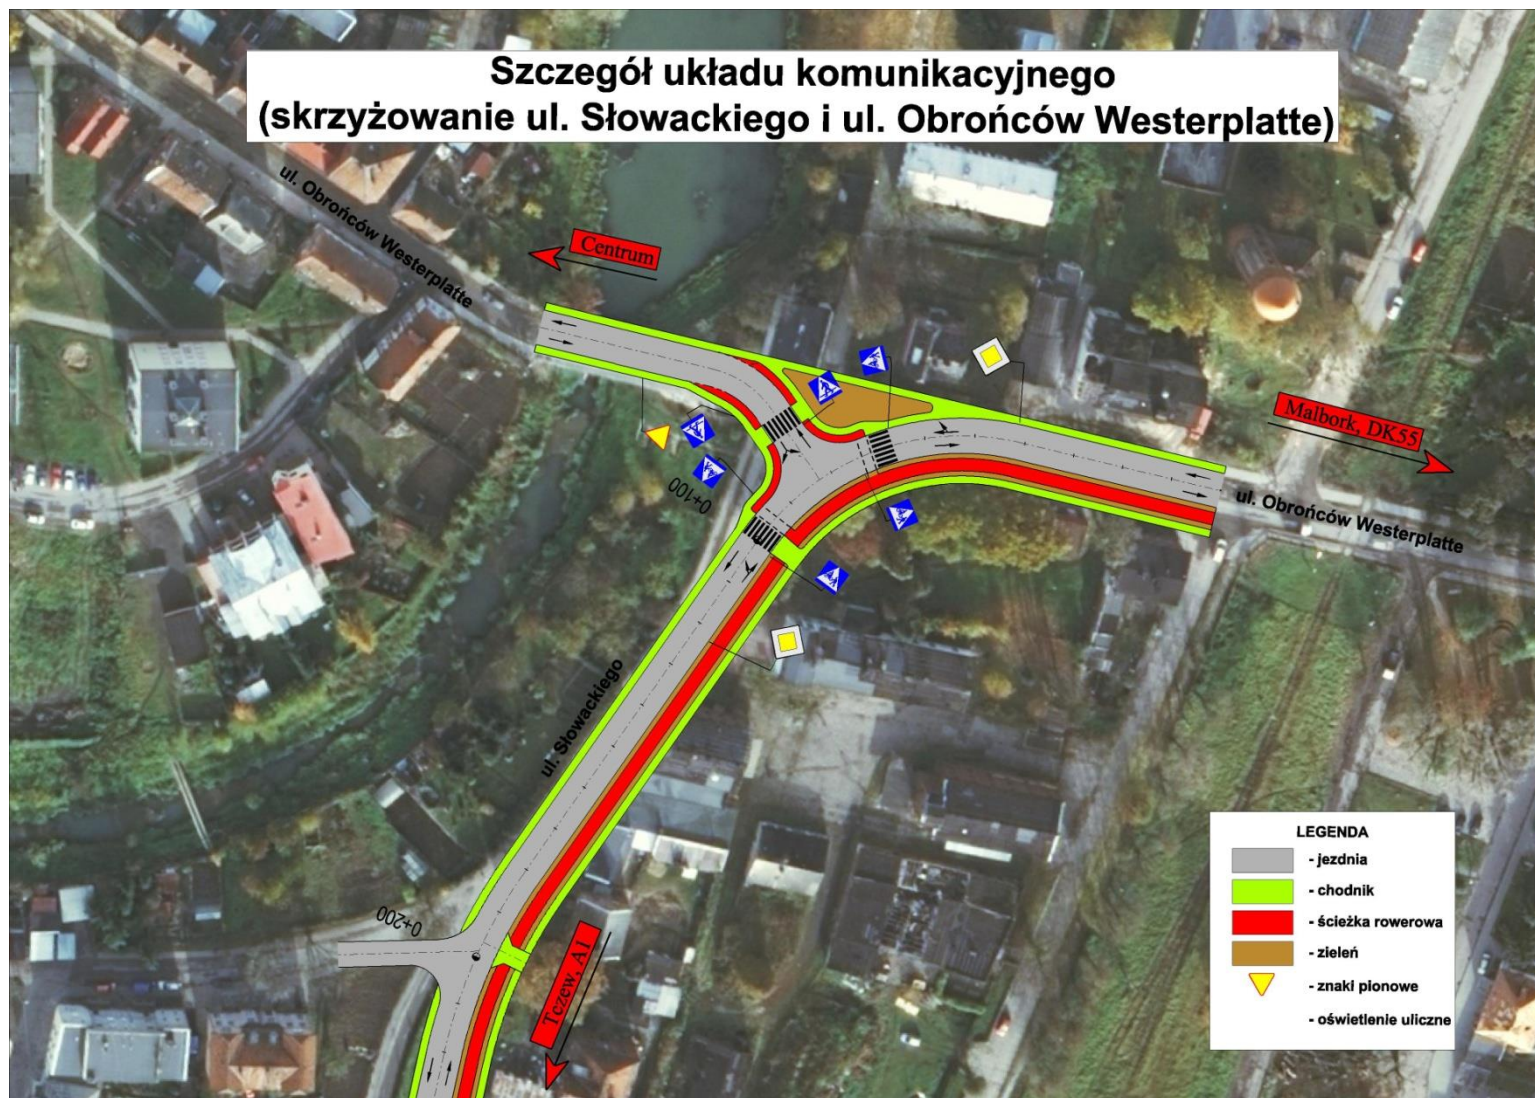 Szczegół układu komunikacyjnego
(skrzyżowanie ul. Słowackiego i ul. Obrońców Westerplatte)
ul. Obrońców Westerplatte
Centrum
Malbork, DK55
ul. Obrońców Westerplatte
0+100
ul. Słowackiego
0+200
Tczew, A1
LEGENDA
- jezdnia
- chodnik
- ścieżka rowerowa
- zieleń
- znaki pionowe
- oświetlenie uliczne